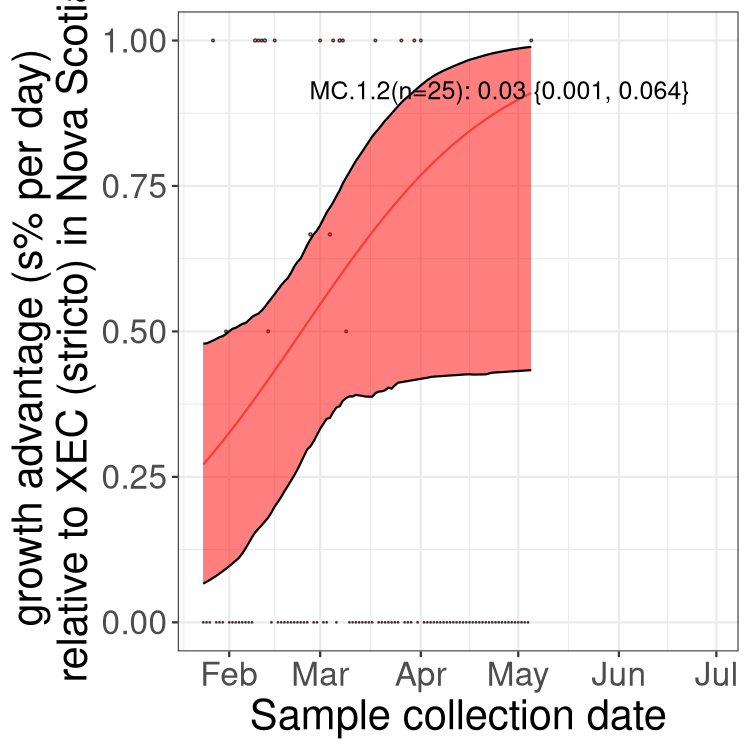 growth advantage (s% per day)
relative to XEC (stricto) in Nova Scotia
1.00
0.75
0.50
0.25
0.00
MC.1.2(n=25): 0.03 {0.001, 0.064}
Feb Mar Apr May Jun Jul
Sample collection date